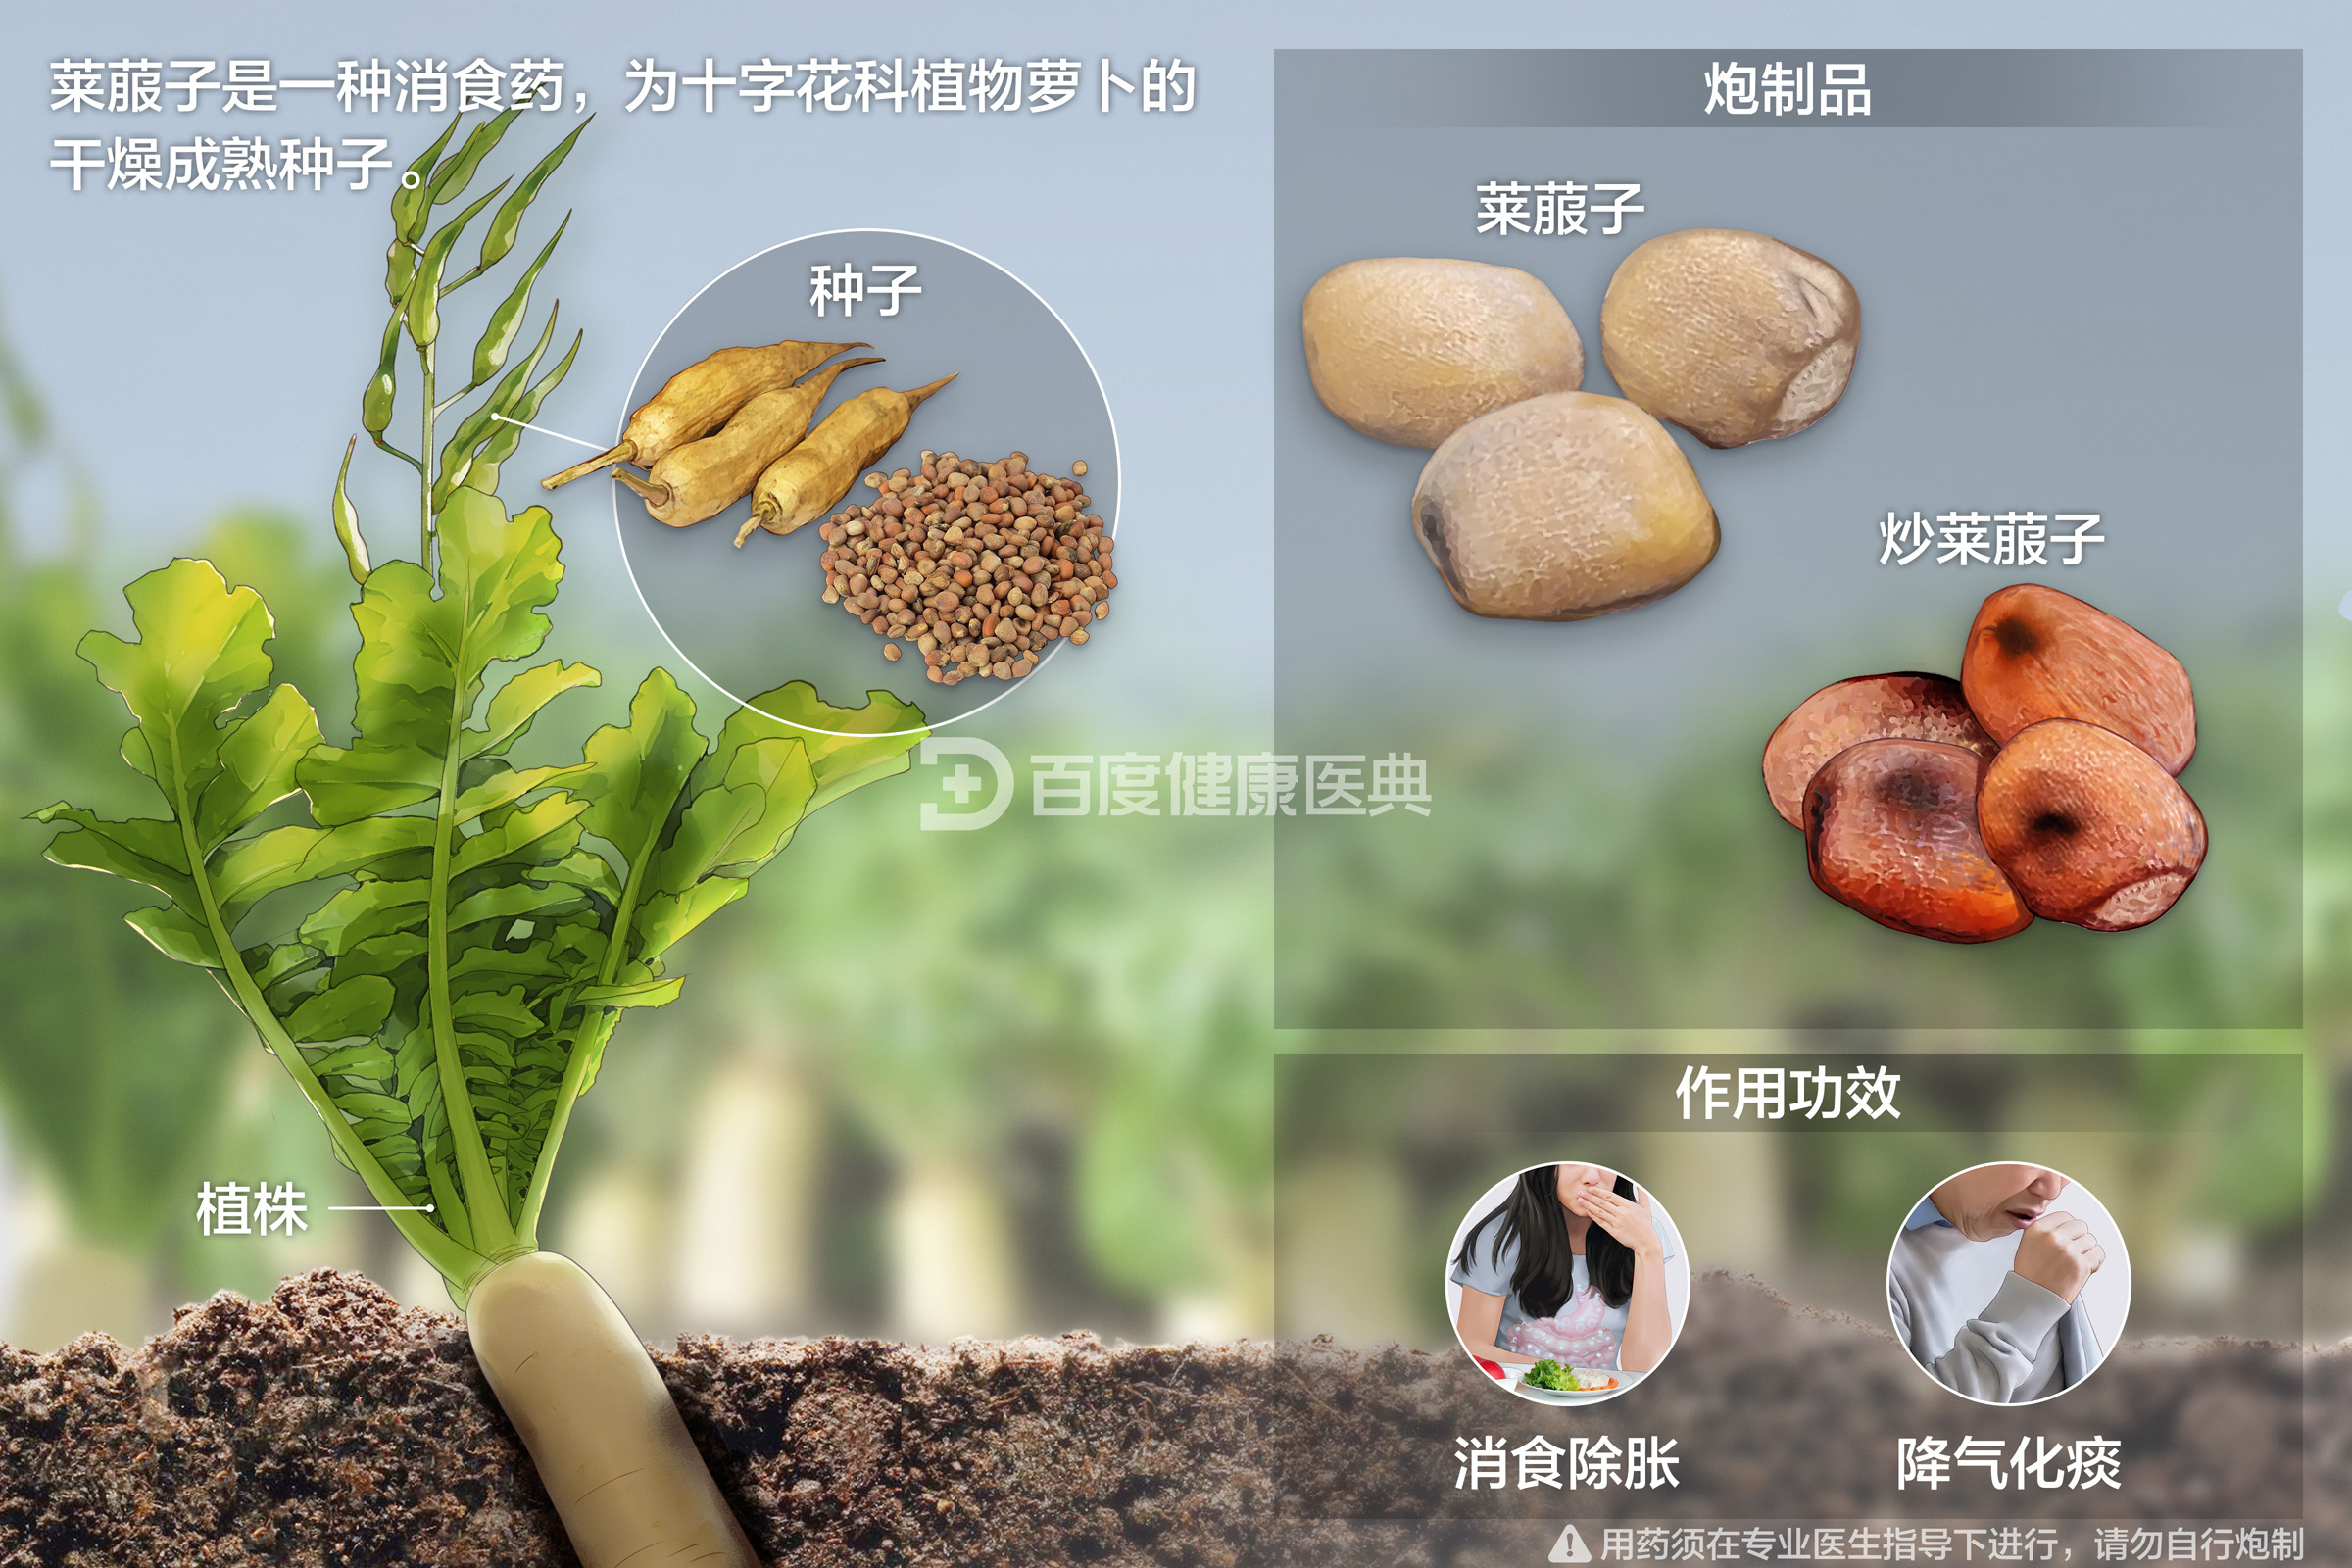 莱菔子是一种消食药，为十字花科植物萝卜的
干燥成熟种子。
种子
植株
炮制品
莱菔子
炒莱菔子
百度健康医典
作用功效
消食除胀
降气化痰
用药须在专业医生指导下进行，请勿自行炮制